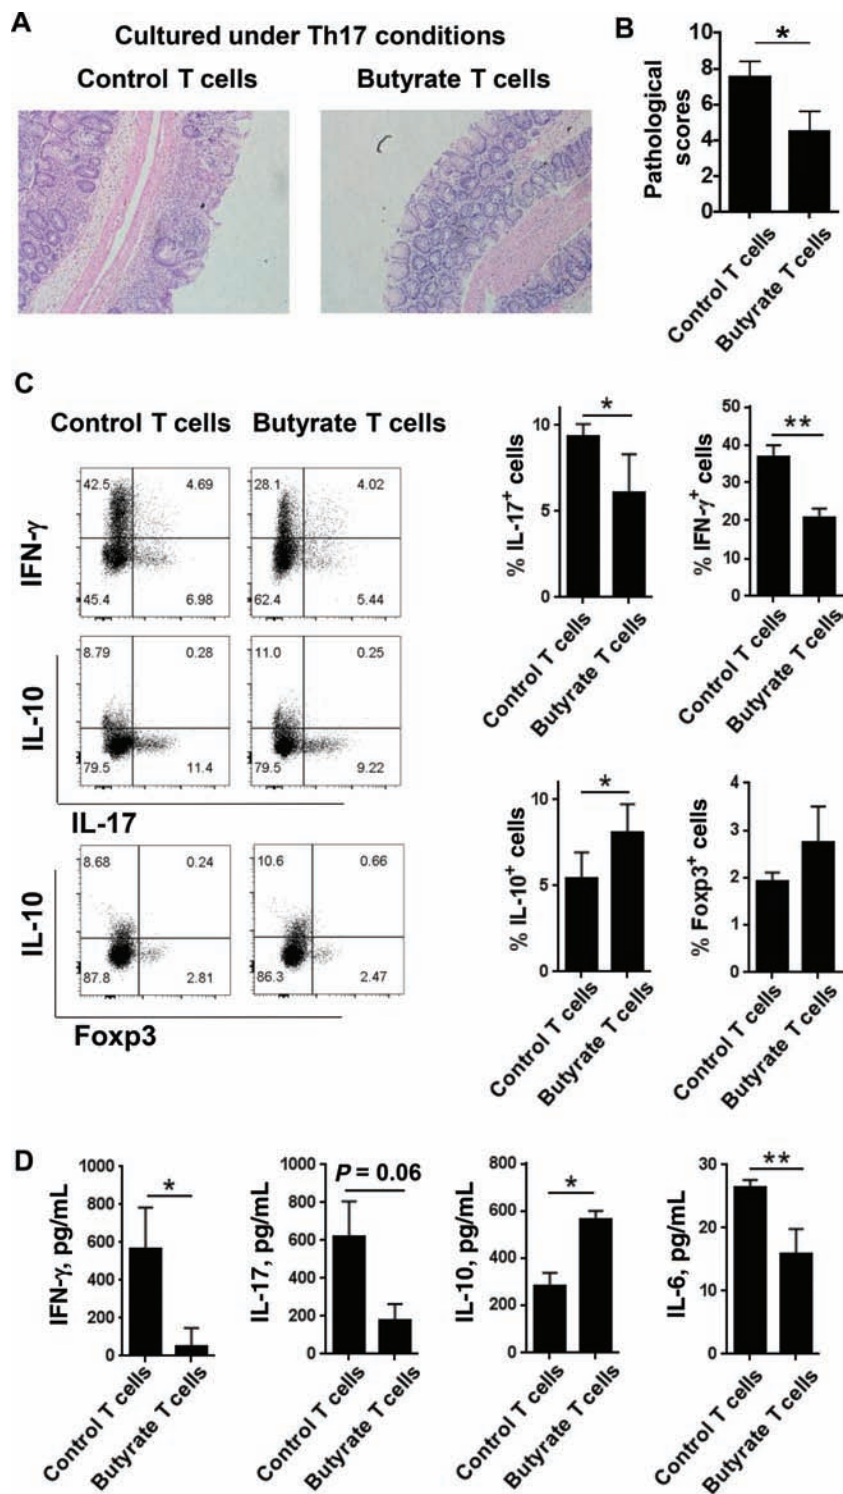 A
Cultured under Th17 conditions
Control T cells
Butyrate T cells
B
Pathological
scores
10
8
6
4
2
0
*
Control T cells
Butyrate T cells
C
Control T cells
Butyrate T cells
IFN-γ
42.5
4.69
45.4
6.98
28.1
4.02
62.4
5.44
IL-10
8.79
0.28
79.5
11.4
11.0
0.25
79.5
9.22
IL-17
IL-10
8.68
0.24
87.8
2.81
10.6
0.66
86.3
2.47
Foxp3
% IL-17+ cells
10
5
0
*
Control T cells
Butyrate T cells
% IFN-γ+ cells
50
40
30
20
10
0
**
Control T cells
Butyrate T cells
% IL-10+ cells
10
5
0
*
Control T cells
Butyrate T cells
% Foxp3+ cells
4
3
2
1
0
Control T cells
Butyrate T cells
D
IFN-γ, pg/mL
1000
800
600
400
200
0
*
Control T cells
Butyrate T cells
IL-17, pg/mL
1000
800
600
400
200
0
P = 0.06
Control T cells
Butyrate T cells
IL-10, pg/mL
800
600
400
200
0
*
Control T cells
Butyrate T cells
IL-6, pg/mL
30
20
10
0
**
Control T cells
Butyrate T cells